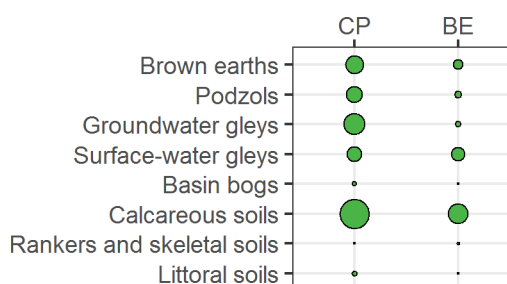 CP BE
Brown earths
Podzols
Groundwater gleys
Surface-water gleys
Basin bogs
Calcareous soils
Rankers and skeletal soils
Littoral soils